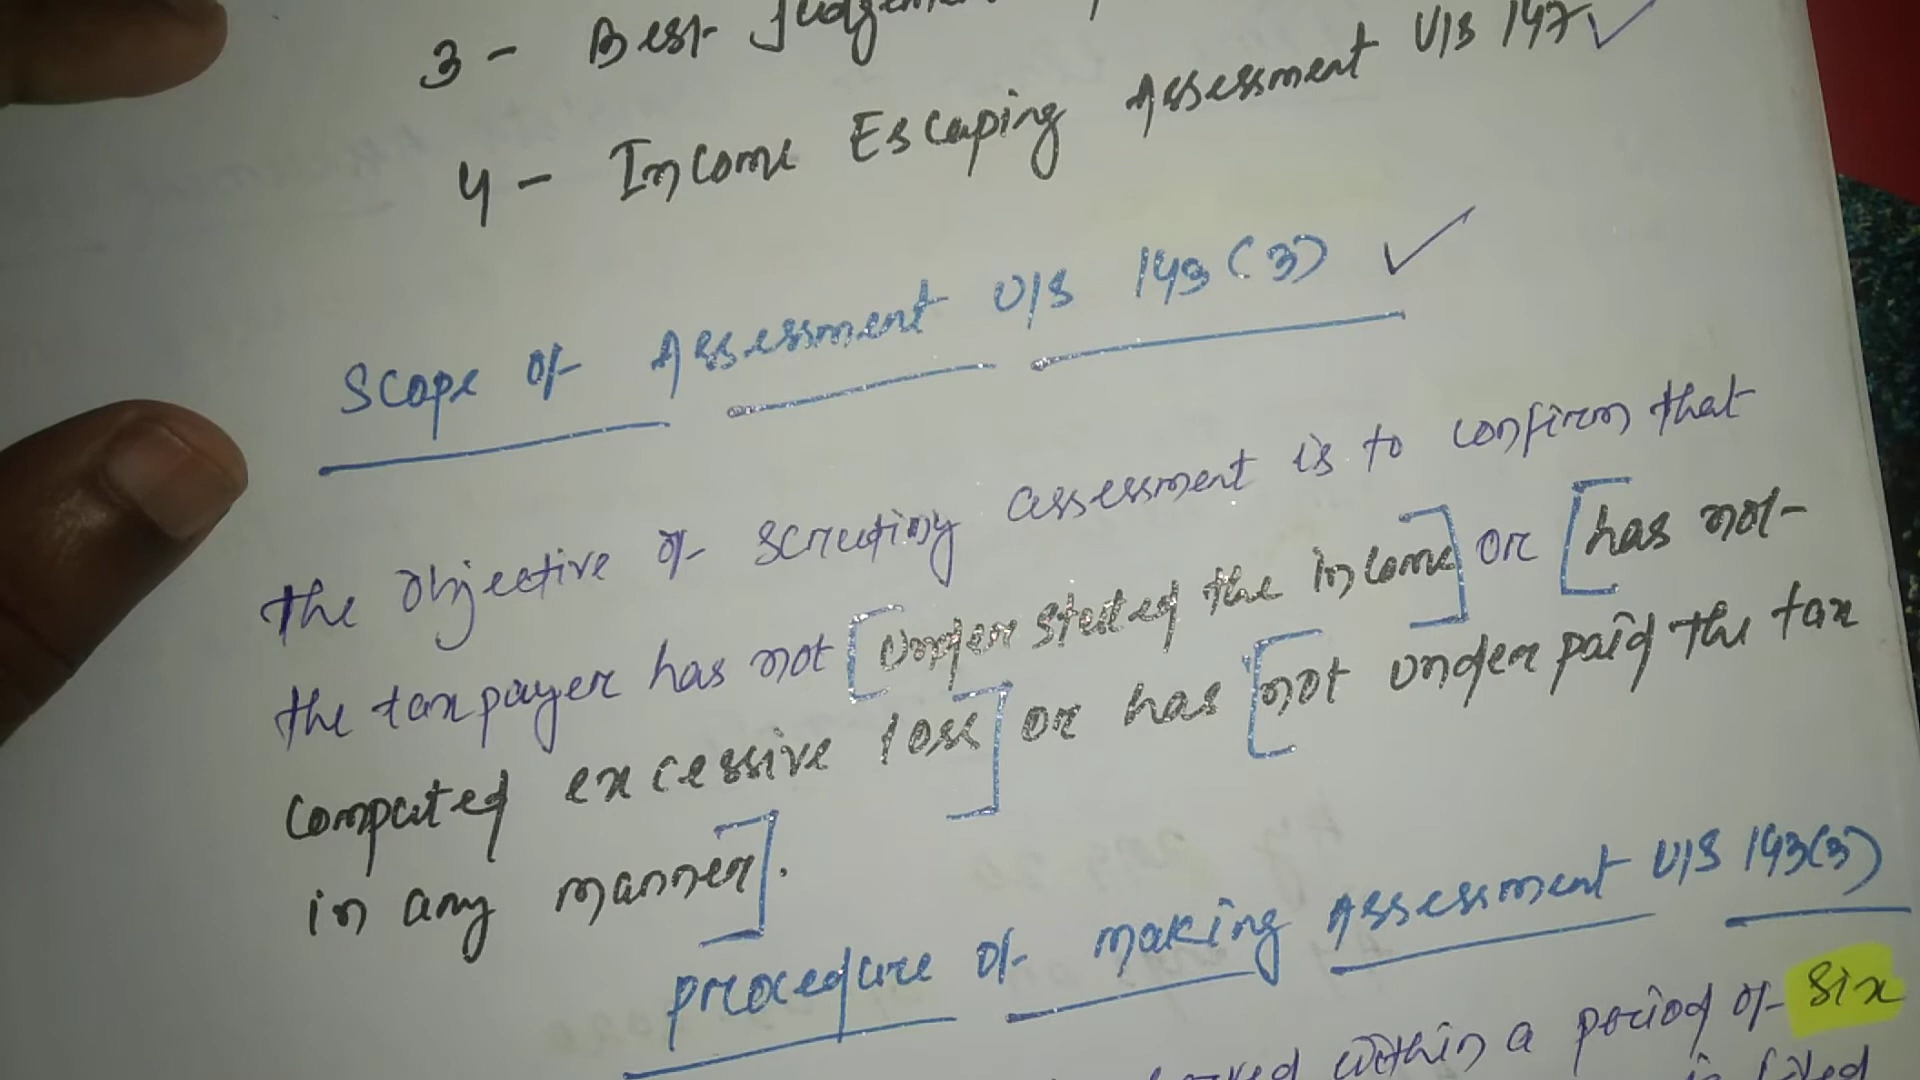 3 - Best Judgement
4 - Income Escaping Assessment U/S 147
Scope of Assessment U/S 143(3)
The objective of scrutiny assessment is to confirm that
the taxpayer has not [under stated the income] or [has not
computed excessive loss] or has [not under paid the tax
in any manner].
procedure of making Assessment U/S 143(3)
within a period of six
filed